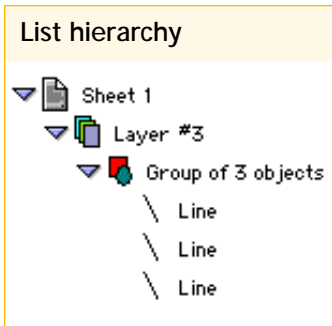 List hierarchy
Sheet 1
Layer #3
Group of 3 objects
Line
Line
Line